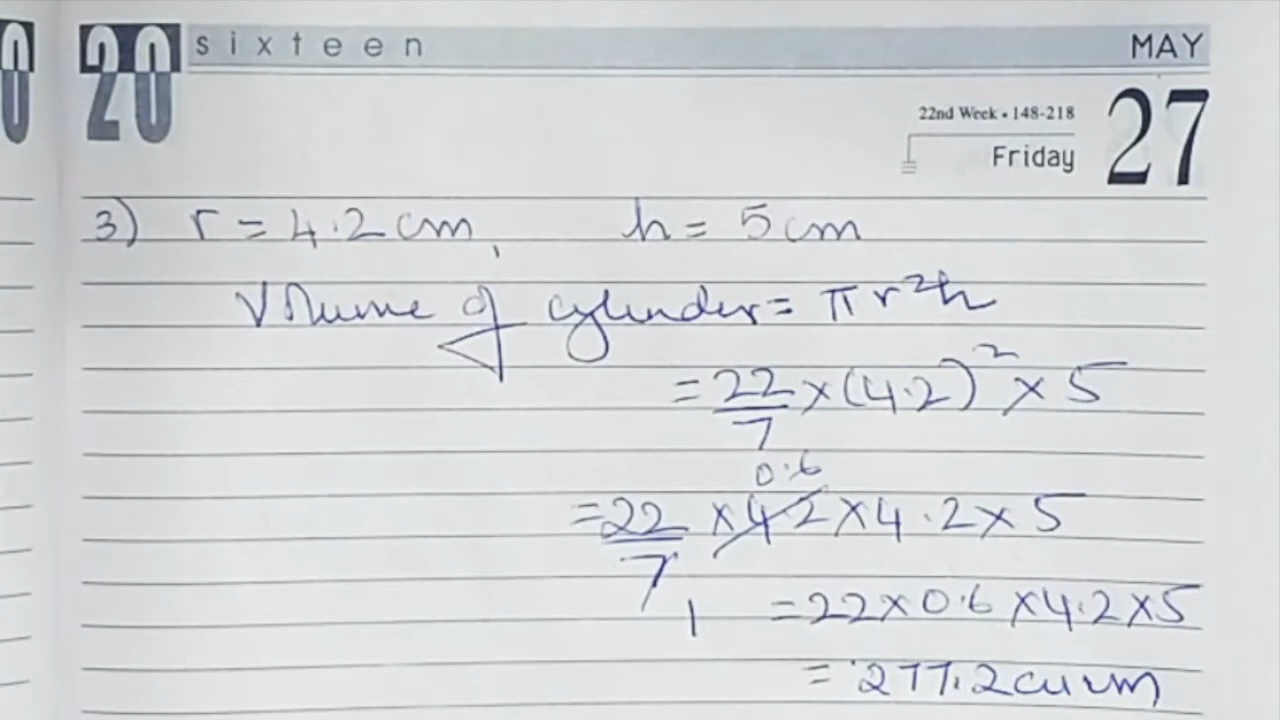 0 20 sixteen MAY
22nd Week • 148-218 27
Friday
3) r = 4.2 cm, h = 5 cm
Volume of cylinder = πr²h
= 22/7 × (4.2)² × 5
0.6
= 22/7 × 4.2 × 4.2 × 5
1
= 22 × 0.6 × 4.2 × 5
= 277.2 cu cm